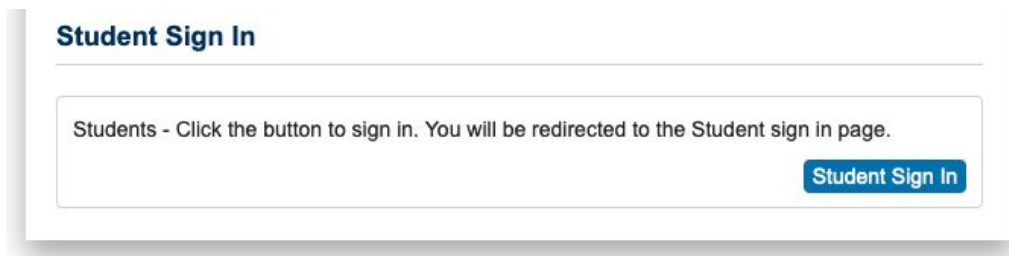 Student Sign In
Students - Click the button to sign in. You will be redirected to the Student sign in page.
Student Sign In